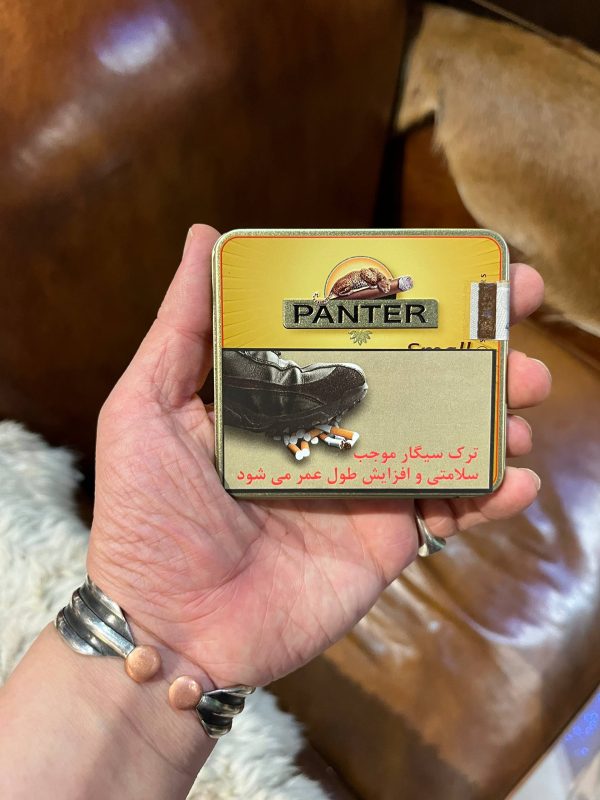 PANTER
Small
ترک سیگار موجب
سلامتی و افزایش طول عمر می شود